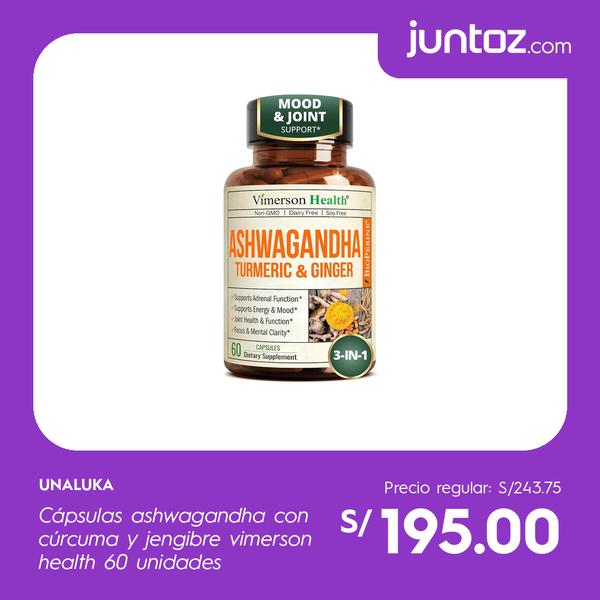 juntoz.com
MOOD
& JOINT
SUPPORT*
Vimerson Health®
Non-GMO | Dairy Free | Soy Free
ASHWAGANDHA
TURMERIC & GINGER
BIOPERINE®
Supports Adrenal Function*
Supports Energy & Mood*
Joint Health & Function*
Focus & Mental Clarity*
60 CAPSULES
Dietary Supplement
3-IN-1
UNALUKA
Cápsulas ashwagandha con
cúrcuma y jengibre vimerson
health 60 unidades
Precio regular: S/243.75
S/195.00